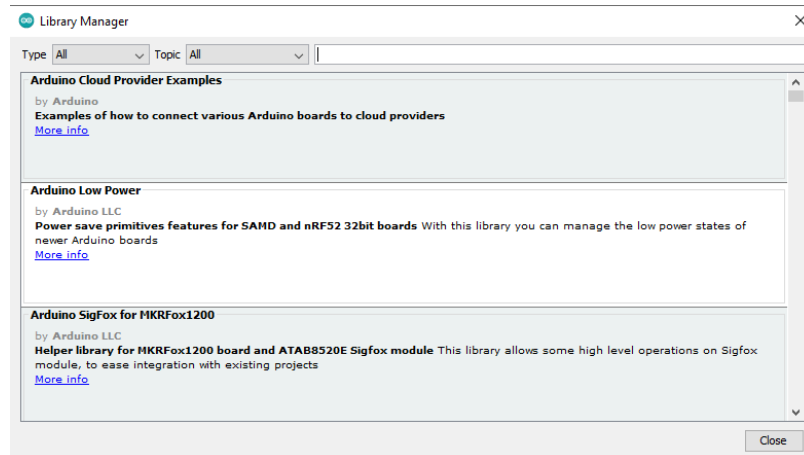 Library Manager
Type All Topic All
Arduino Cloud Provider Examples
by Arduino
Examples of how to connect various Arduino boards to cloud providers
More info
Arduino Low Power
by Arduino LLC
Power save primitives features for SAMD and nRF52 32bit boards With this library you can manage the low power states of
newer Arduino boards
More info
Arduino SigFox for MKRFox1200
by Arduino LLC
Helper library for MKRFox1200 board and ATAB8520E Sigfox module This library allows some high level operations on Sigfox
module, to ease integration with existing projects
More info
Close